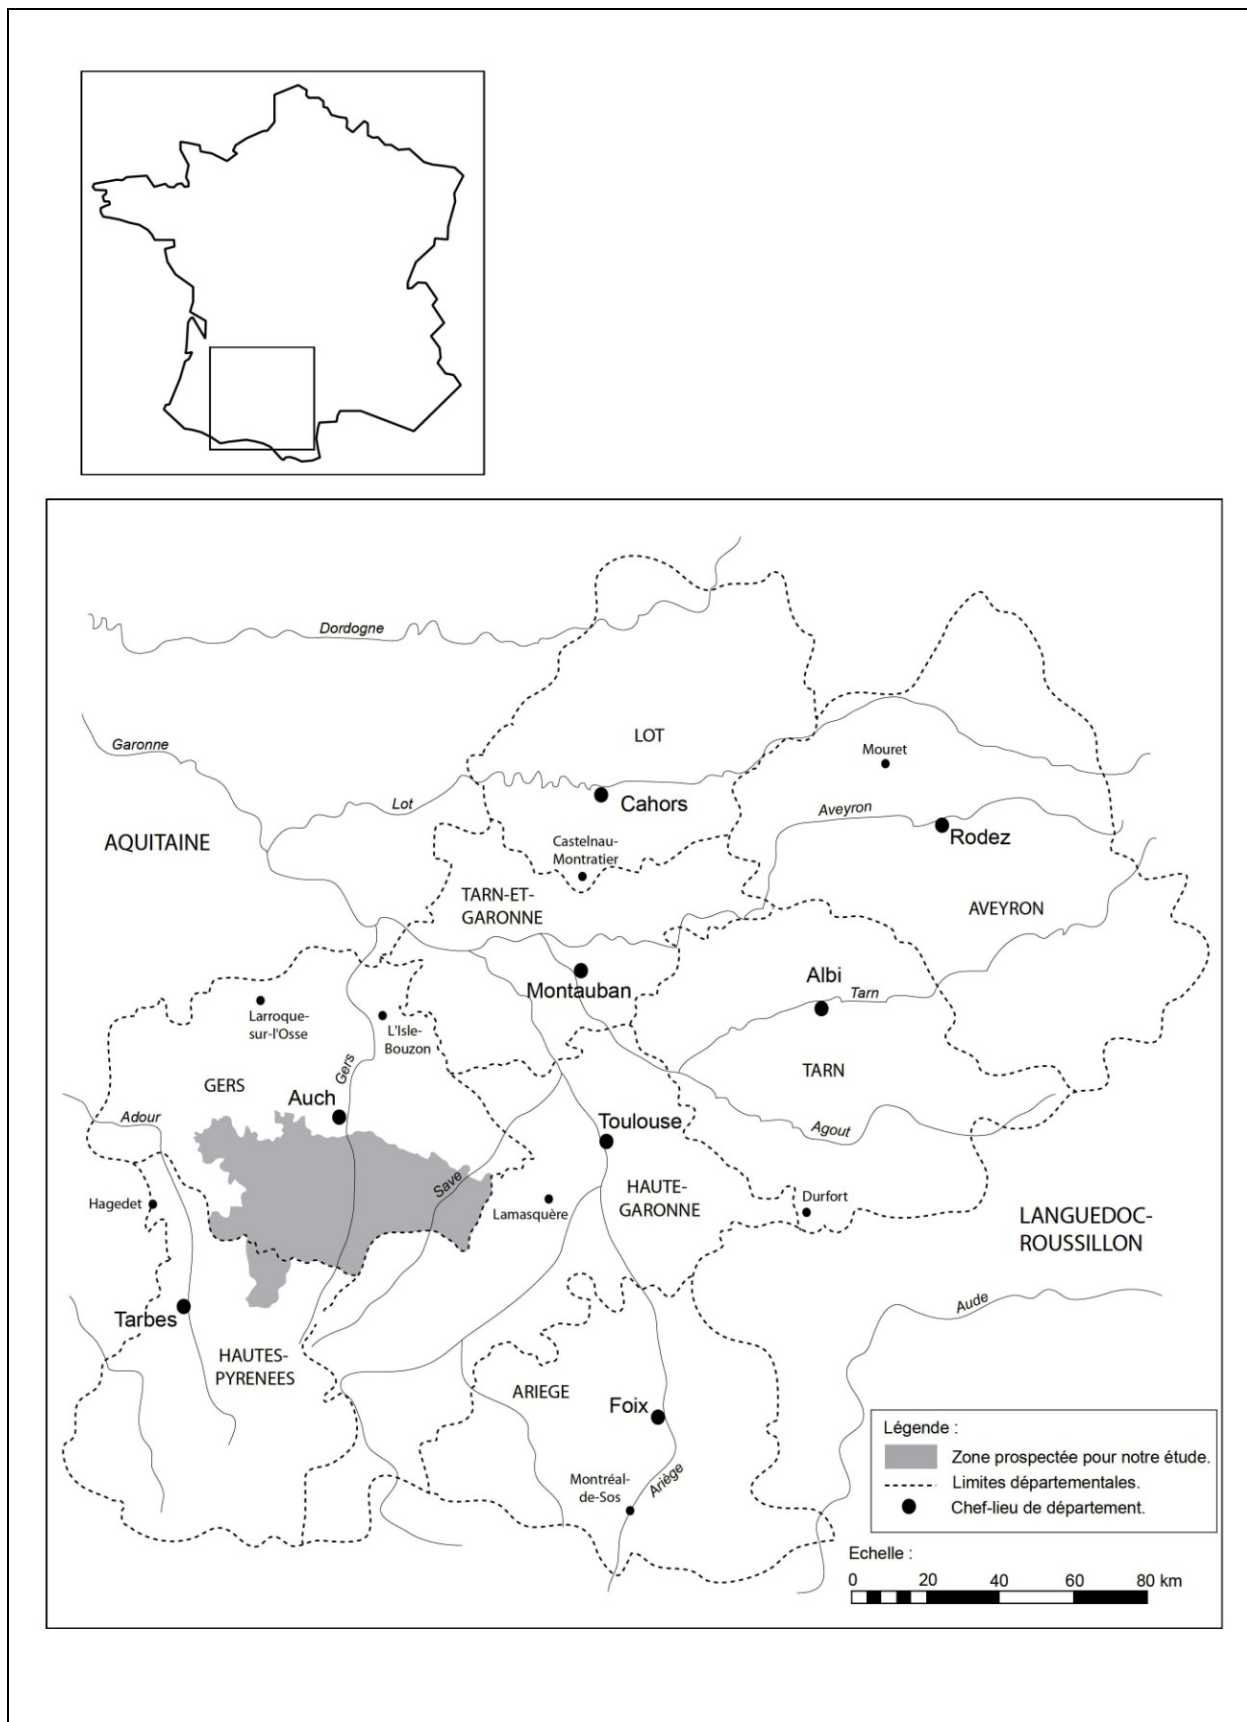 Dordogne
Garonne
LOT
Mouret
Lot
Cahors
Aveyron
AQUITAINE
Castelnau-
Montratier
Rodez
TARN-ET-
GARONNE
AVEYRON
Albi
Montauban
Tarn
Larroque-
sur-l'Osse
L'Isle-
Bouzon
Gers
GERS
TARN
Auch
Adour
Toulouse
Agout
Save
Hagedet
Lamasquère
HAUTE-
GARONNE
Durfort
LANGUEDOC-
ROUSSILLON
Aude
Tarbes
HAUTES-
PYRENEES
ARIEGE
Foix
Montréal-
de-Sos
Ariège
Légende :
Zone prospectée pour notre étude.
Limites départementales.
Chef-lieu de département.
Echelle :
0 20 40 60 80 km